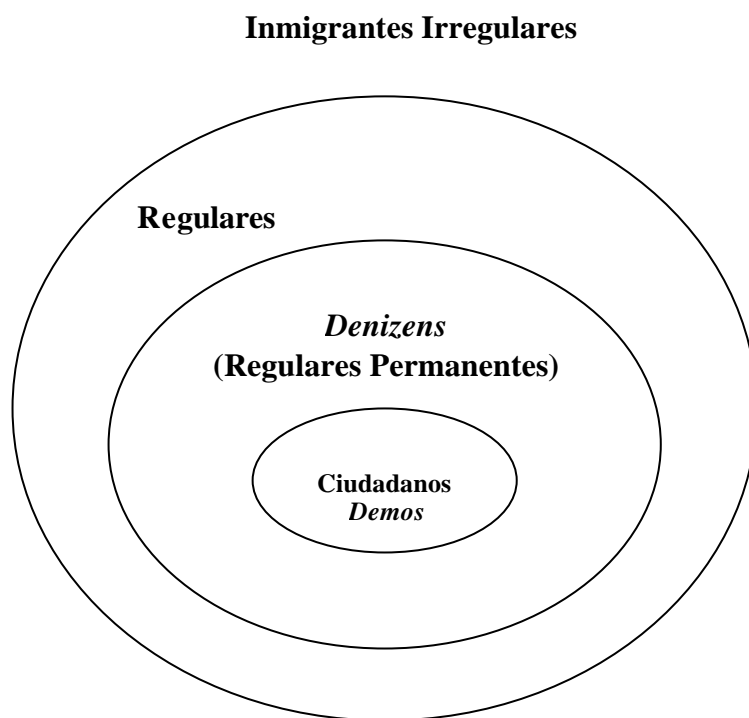 Inmigrantes Irregulares
Regulares
Denizens
(Regulares Permanentes)
Ciudadanos
Demos